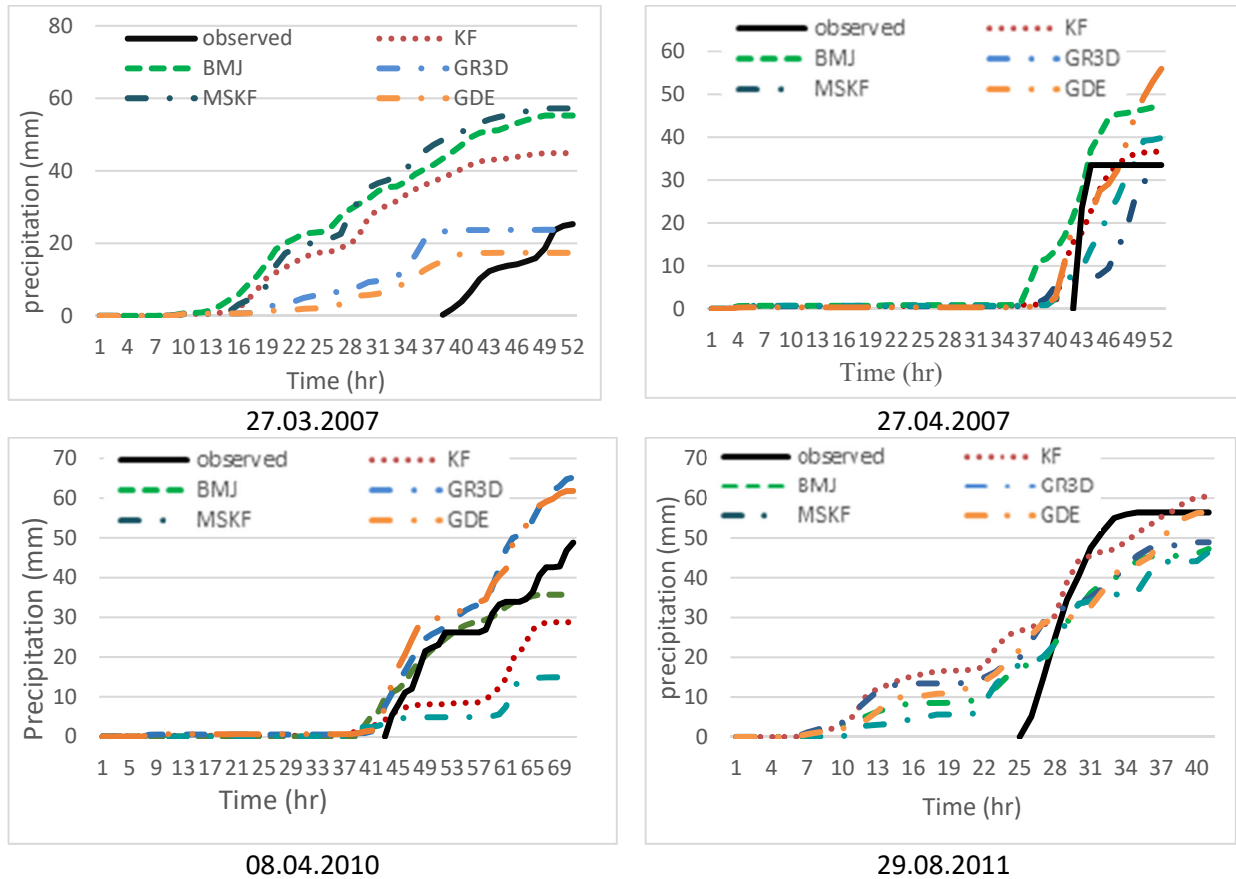 80
70
60
50
40
30
20
10
0
precipitation (mm)
observed KF
BMJ GR3D
MSKF GDE
1 4 7 10 13 16 19 22 25 28 31 34 37 40 43 46 49 52
Time (hr)
27.03.2007
60
50
40
30
20
10
0
precipitation (mm)
observed KF
BMJ GR3D
MSKF GDE
1 4 7 10 13 16 19 22 25 28 31 34 37 40 43 46 49 52
Time (hr)
27.04.2007
70
60
50
40
30
20
10
0
Precipitation (mm)
observed KF
BMJ GR3D
MSKF GDE
1 5 9 13 17 21 25 29 33 37 41 45 49 53 57 61 65 69
Time (hr)
08.04.2010
70
60
50
40
30
20
10
0
precipitation (mm)
observed KF
BMJ GR3D
MSKF GDE
1 4 7 10 13 16 19 22 25 28 31 34 37 40
Time (hr)
29.08.2011